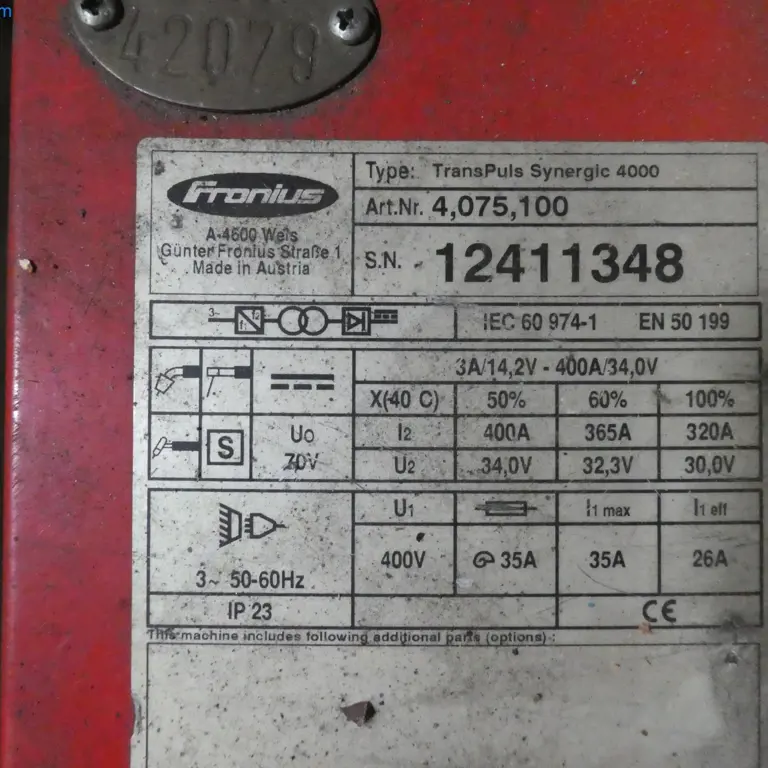 m
42079
Fronius
A-4600 Wels
Günter Fronius Straße 1
Made in Austria
Type: TransPuls Synergic 4000
Art.Nr. 4,075,100
S.N. 12411348
3~ f1 f2
IEC 60 974-1 EN 50 199
3A/14,2V - 400A/34,0V
X(40 C) 50% 60% 100%
S
U0
70V
I2 400A 365A 320A
U2 34,0V 32,3V 30,0V
U1 I1 max I1 eff
400V 35A 35A 26A
3~ 50-60Hz
IP 23 CE
This machine includes following additional parts (options) :